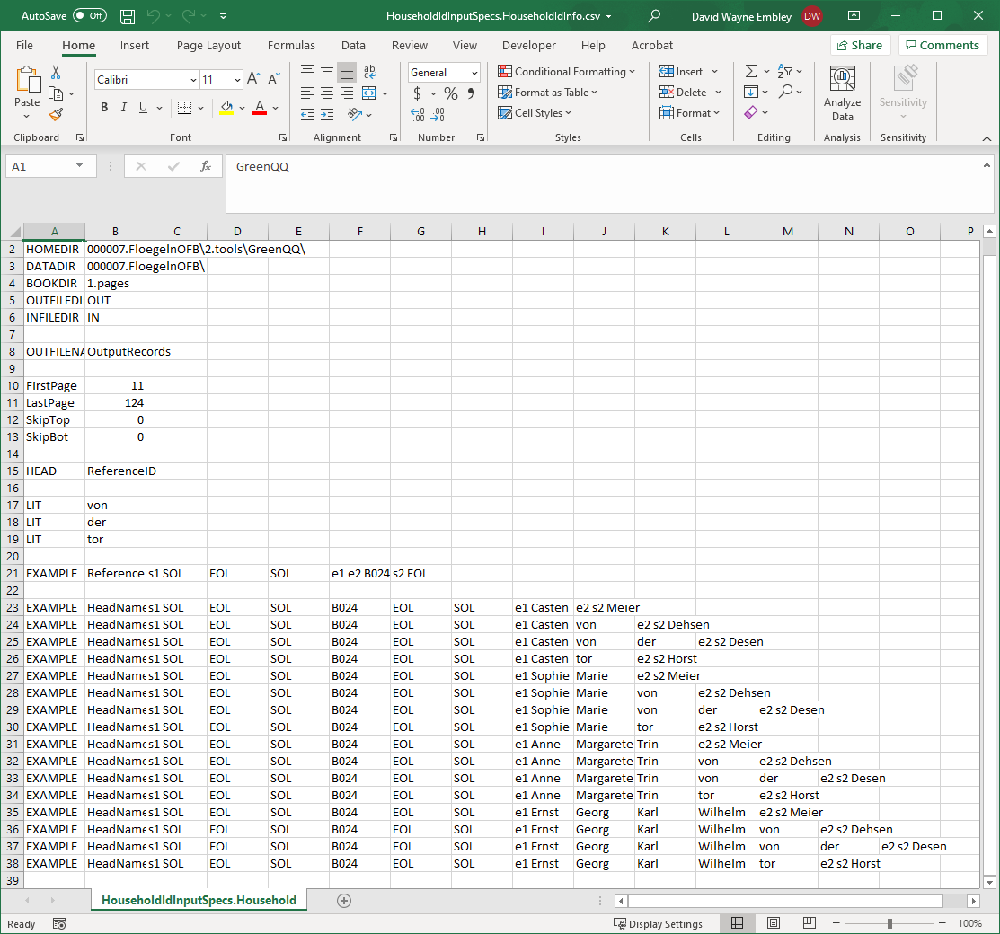 AutoSave Off HouseholdIdInputSpecs.HouseholdIdInfo.csv David Wayne Embley DW
File Home Insert Page Layout Formulas Data Review View Developer Help Acrobat Share Comments
Paste Calibri 11 General Conditional Formatting Format as Table Cell Styles Insert Delete Format Analyze Data Sensitivity
Clipboard Font Alignment Number Styles Cells Editing Analysis Sensitivity
A1 fx GreenQQ
A B C D E F G H I J K L M N O P
2 HOMEDIR 000007.FloegelnOFB\2.tools\GreenQQ\
3 DATADIR 000007.FloegelnOFB\
4 BOOKDIR 1.pages
5 OUTFILEDI OUT
6 INFILEDIR IN
7
8 OUTFILENA OutputRecords
9
10 FirstPage 11
11 LastPage 124
12 SkipTop 0
13 SkipBot 0
14
15 HEAD ReferenceID
16
17 LIT von
18 LIT der
19 LIT tor
20
21 EXAMPLE Reference s1 SOL EOL SOL e1 e2 B024 s2 EOL
22
23 EXAMPLE HeadName s1 SOL EOL SOL B024 EOL SOL e1 Casten e2 s2 Meier
24 EXAMPLE HeadName s1 SOL EOL SOL B024 EOL SOL e1 Casten von e2 s2 Dehsen
25 EXAMPLE HeadName s1 SOL EOL SOL B024 EOL SOL e1 Casten von der e2 s2 Desen
26 EXAMPLE HeadName s1 SOL EOL SOL B024 EOL SOL e1 Casten tor e2 s2 Horst
27 EXAMPLE HeadName s1 SOL EOL SOL B024 EOL SOL e1 Sophie Marie e2 s2 Meier
28 EXAMPLE HeadName s1 SOL EOL SOL B024 EOL SOL e1 Sophie Marie von e2 s2 Dehsen
29 EXAMPLE HeadName s1 SOL EOL SOL B024 EOL SOL e1 Sophie Marie von der e2 s2 Desen
30 EXAMPLE HeadName s1 SOL EOL SOL B024 EOL SOL e1 Sophie Marie tor e2 s2 Horst
31 EXAMPLE HeadName s1 SOL EOL SOL B024 EOL SOL e1 Anne Margarete Trin e2 s2 Meier
32 EXAMPLE HeadName s1 SOL EOL SOL B024 EOL SOL e1 Anne Margarete Trin von e2 s2 Dehsen
33 EXAMPLE HeadName s1 SOL EOL SOL B024 EOL SOL e1 Anne Margarete Trin von der e2 s2 Desen
34 EXAMPLE HeadName s1 SOL EOL SOL B024 EOL SOL e1 Anne Margarete Trin tor e2 s2 Horst
35 EXAMPLE HeadName s1 SOL EOL SOL B024 EOL SOL e1 Ernst Georg Karl Wilhelm e2 s2 Meier
36 EXAMPLE HeadName s1 SOL EOL SOL B024 EOL SOL e1 Ernst Georg Karl Wilhelm von e2 s2 Dehsen
37 EXAMPLE HeadName s1 SOL EOL SOL B024 EOL SOL e1 Ernst Georg Karl Wilhelm von der e2 s2 Desen
38 EXAMPLE HeadName s1 SOL EOL SOL B024 EOL SOL e1 Ernst Georg Karl Wilhelm tor e2 s2 Horst
39
HouseholdIdInputSpecs.Household
Ready Display Settings 100%